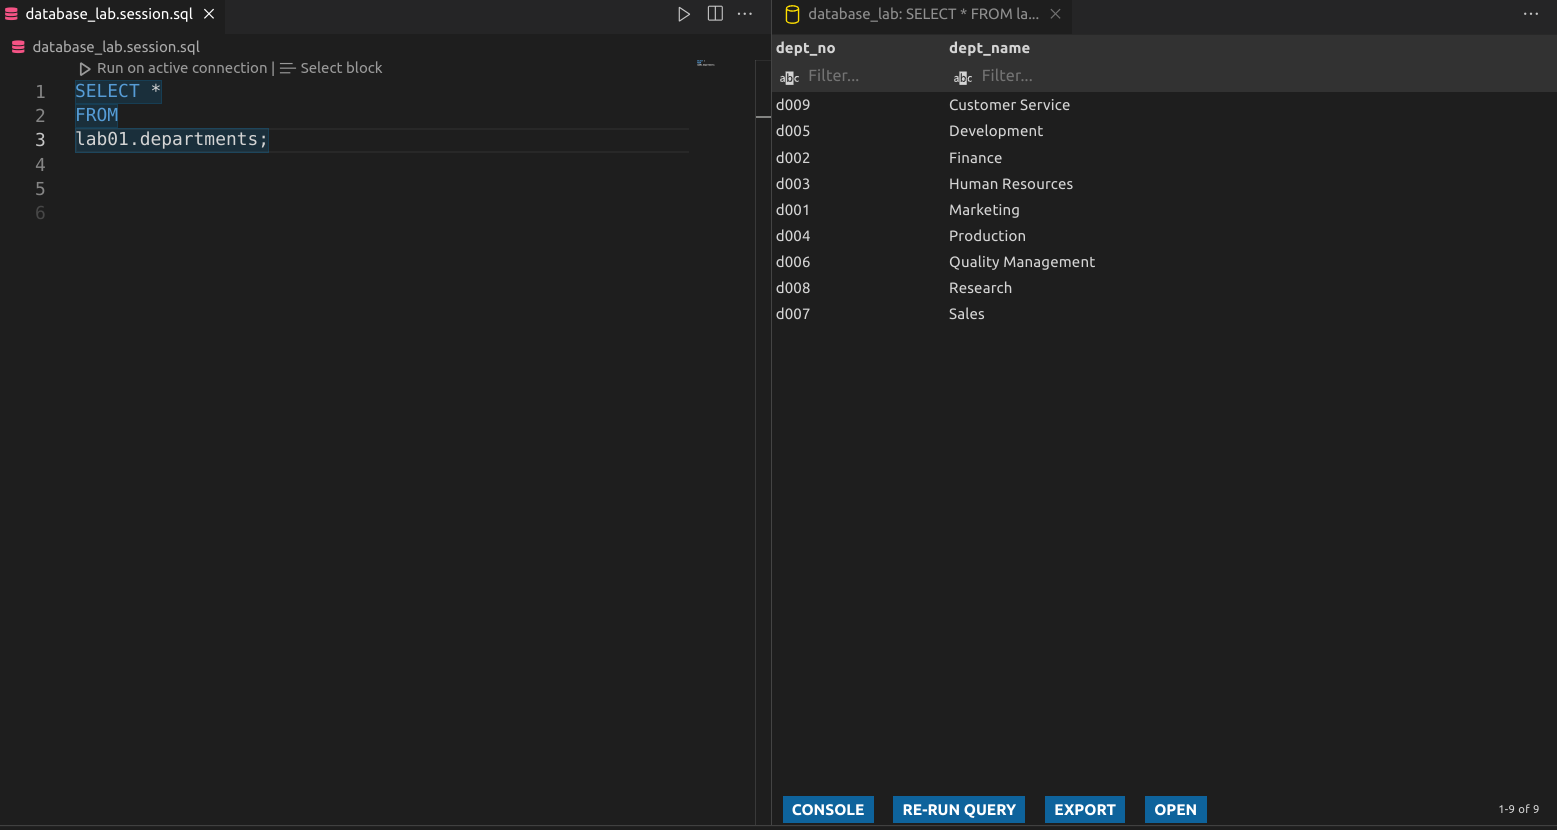 database_lab.session.sql
database_lab.session.sql
Run on active connection | Select block
1 SELECT *
2 FROM
3 lab01.departments;
4
5
6
database_lab: SELECT * FROM la...
dept_no dept_name
abc Filter... abc Filter...
d009 Customer Service
d005 Development
d002 Finance
d003 Human Resources
d001 Marketing
d004 Production
d006 Quality Management
d008 Research
d007 Sales
CONSOLE RE-RUN QUERY EXPORT OPEN 1-9 of 9